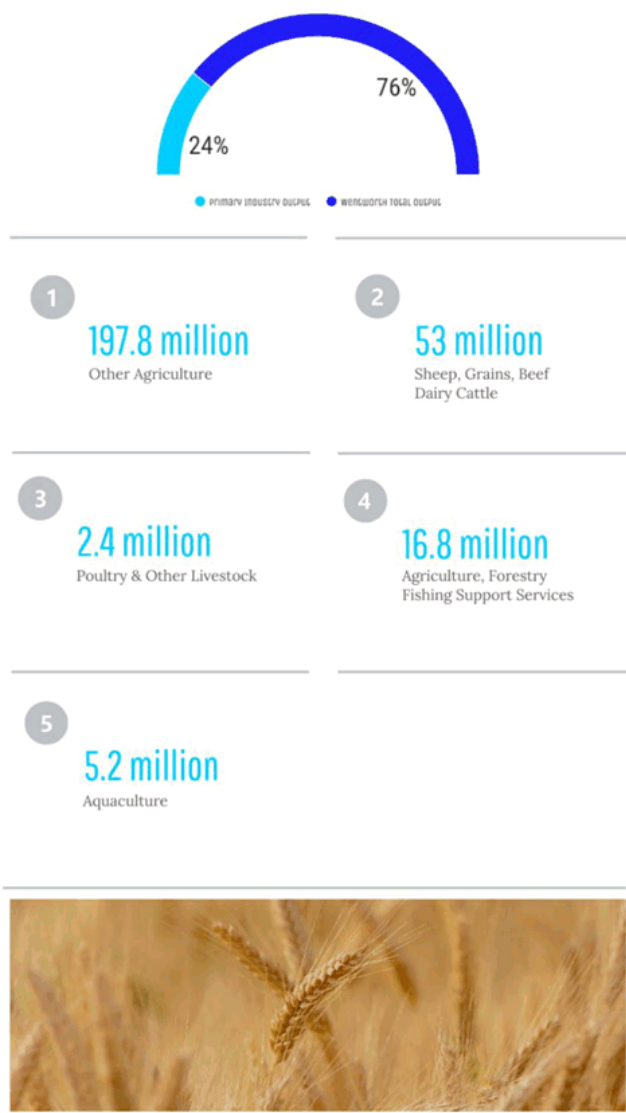 76%
24%
Primary Industry Output
Wentworth Total Output
1
197.8 million
Other Agriculture
2
53 million
Sheep, Grains, Beef
Dairy Cattle
3
2.4 million
Poultry & Other Livestock
4
16.8 million
Agriculture, Forestry
Fishing Support Services
5
5.2 million
Aquaculture